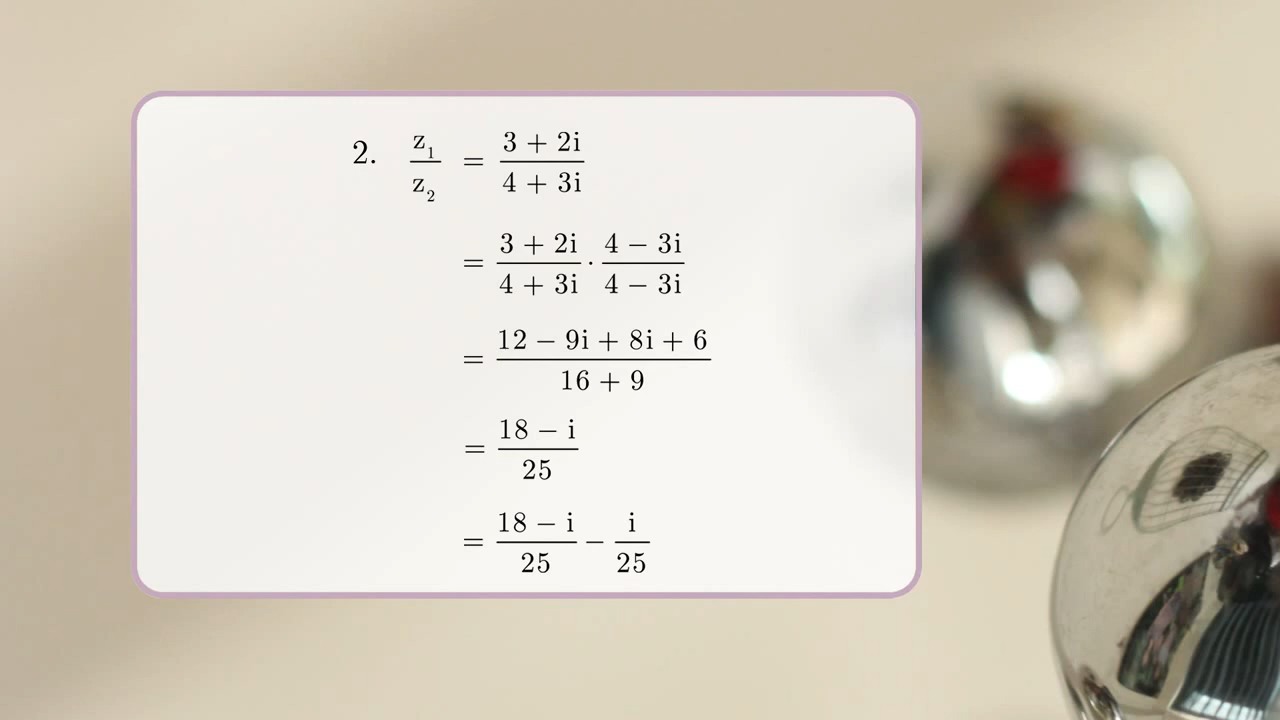 2. z₁/z₂ = (3 + 2i)/(4 + 3i)
= (3 + 2i)/(4 + 3i) · (4 − 3i)/(4 − 3i)
= (12 − 9i + 8i + 6)/(16 + 9)
= (18 − i)/25
= (18 − i)/25 − i/25